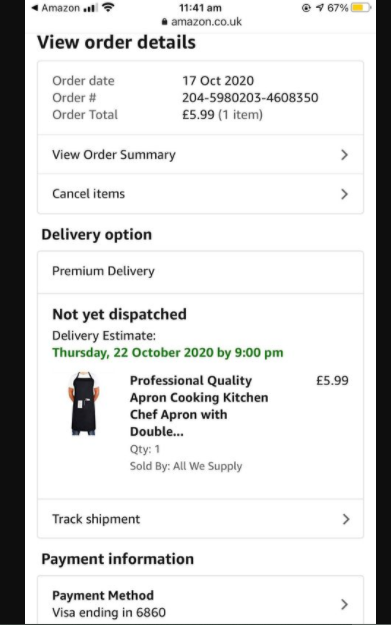 Amazon 11:41 am 67%
amazon.co.uk
View order details
Order date 17 Oct 2020
Order # 204-5980203-4608350
Order Total £5.99 (1 item)
View Order Summary
Cancel items
Delivery option
Premium Delivery
Not yet dispatched
Delivery Estimate:
Thursday, 22 October 2020 by 9:00 pm
Professional Quality £5.99
Apron Cooking Kitchen
Chef Apron with
Double...
Qty: 1
Sold By: All We Supply
Track shipment
Payment information
Payment Method
Visa ending in 6860